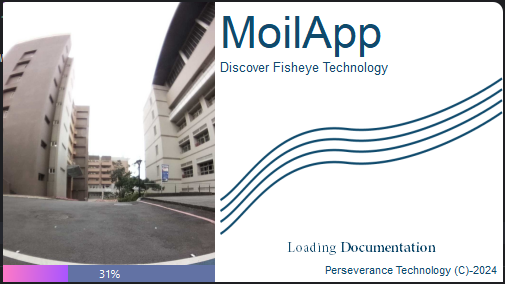 MoilApp
Discover Fisheye Technology
Loading Documentation
Perseverance Technology (C)-2024
31%